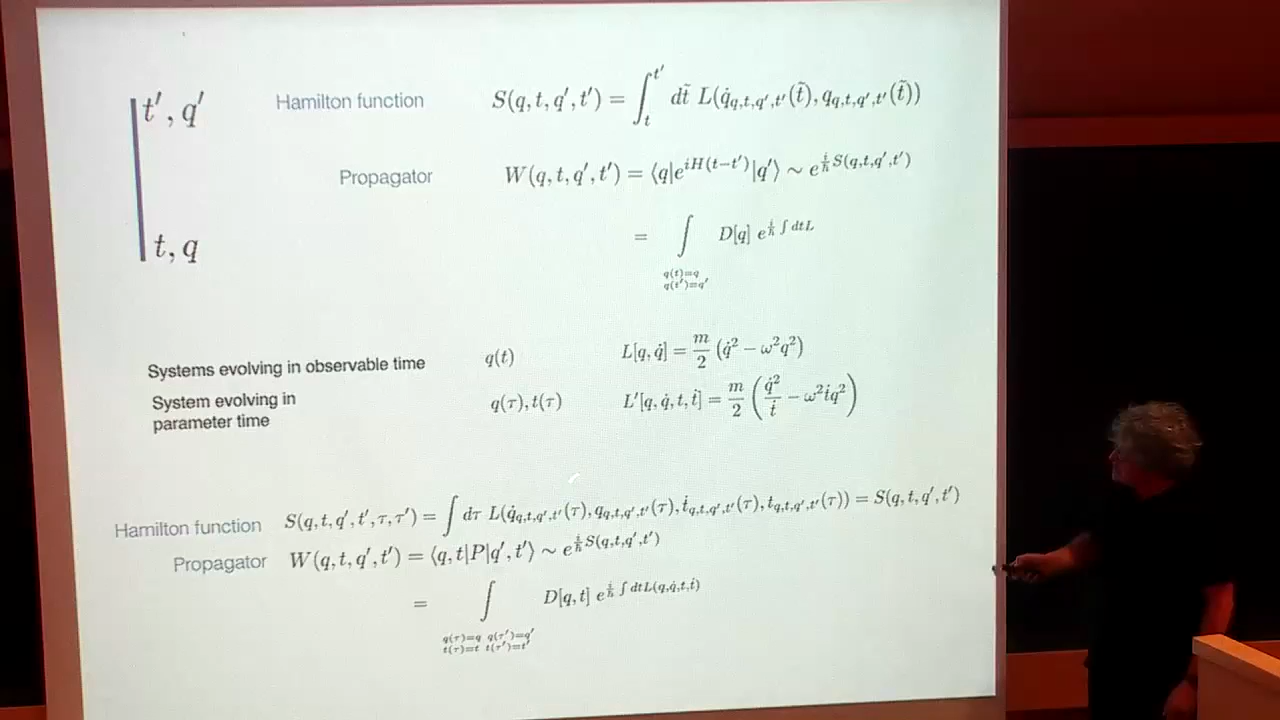 t′, q′
t, q
Hamilton function S(q, t, q′, t′) = ∫ₜᵗ′ dt̃ L(q̇_{q,t,q′,t′}(t̃), q_{q,t,q′,t′}(t̃))
Propagator W(q, t, q′, t′) = ⟨q|e^{iH(t−t′)}|q′⟩ ∼ e^{i/ħ S(q,t,q′,t′)}
= ∫ D[q] e^{i/ħ ∫ dtL}
q(t)=q
q(t′)=q′
Systems evolving in observable time q(t) L[q, q̇] = m/2 (q̇² − ω²q²)
System evolving in
parameter time q(τ), t(τ) L′[q, q̇, t, ṫ] = m/2 (q̇²/ṫ − ω²ṫq²)
Hamilton function S(q, t, q′, t′, τ, τ′) = ∫ dτ L(q̇_{q,t,q′,t′}(τ), q_{q,t,q′,t′}(τ), ṫ_{q,t,q′,t′}(τ), t_{q,t,q′,t′}(τ)) = S(q, t, q′, t′)
Propagator W(q, t, q′, t′) = ⟨q, t|P|q′, t′⟩ ∼ e^{i/ħ S(q,t,q′,t′)}
= ∫ D[q, t] e^{i/ħ ∫ dtL(q,q̇,t,ṫ)}
q(τ)=q q(τ′)=q′
t(τ)=t t(τ′)=t′